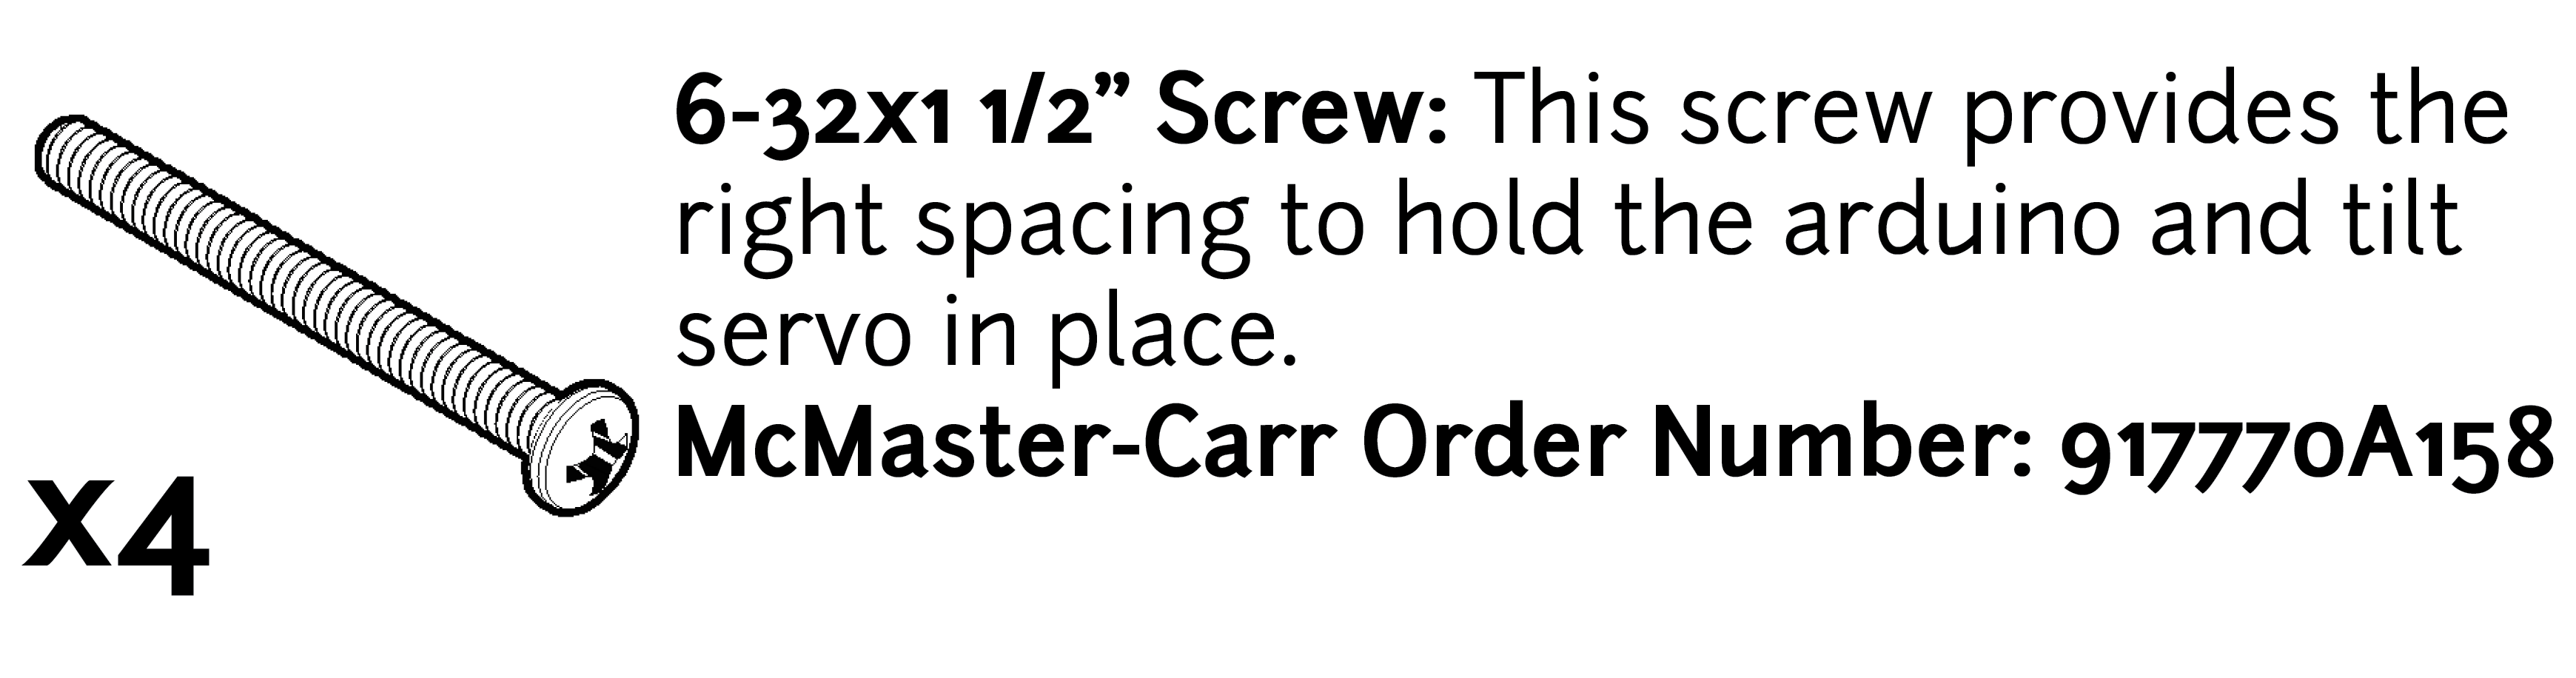 6-32x1 1/2” Screw: This screw provides the
right spacing to hold the arduino and tilt
servo in place.
McMaster-Carr Order Number: 917770A158
x4